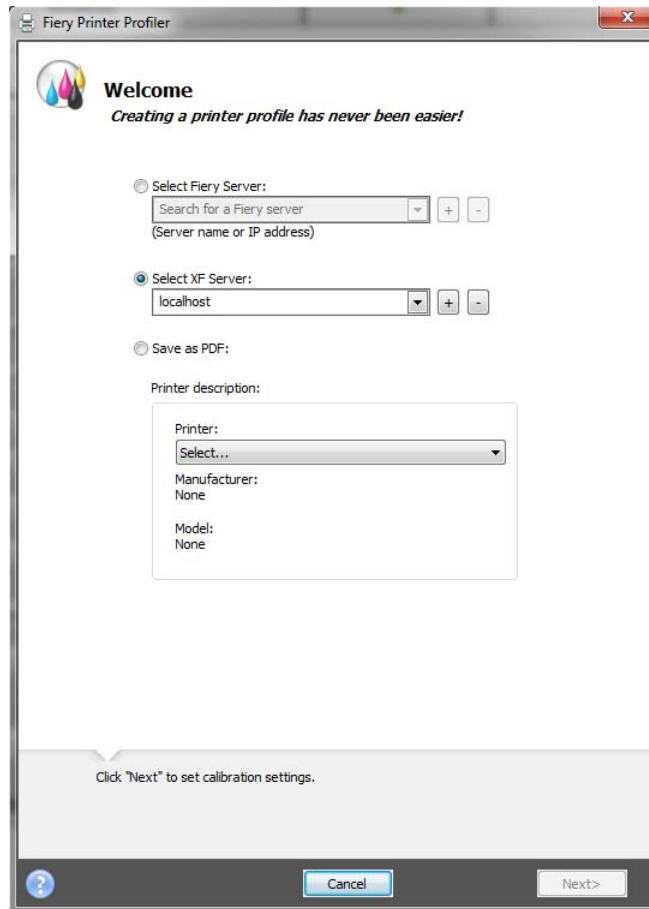 Fiery Printer Profiler
Welcome
Creating a printer profile has never been easier!
Select Fiery Server:
Search for a Fiery server
+ -
(Server name or IP address)
Select XF Server:
localhost
+ -
Save as PDF:
Printer description:
Printer:
Select...
Manufacturer:
None
Model:
None
Click "Next" to set calibration settings.
? Cancel Next>